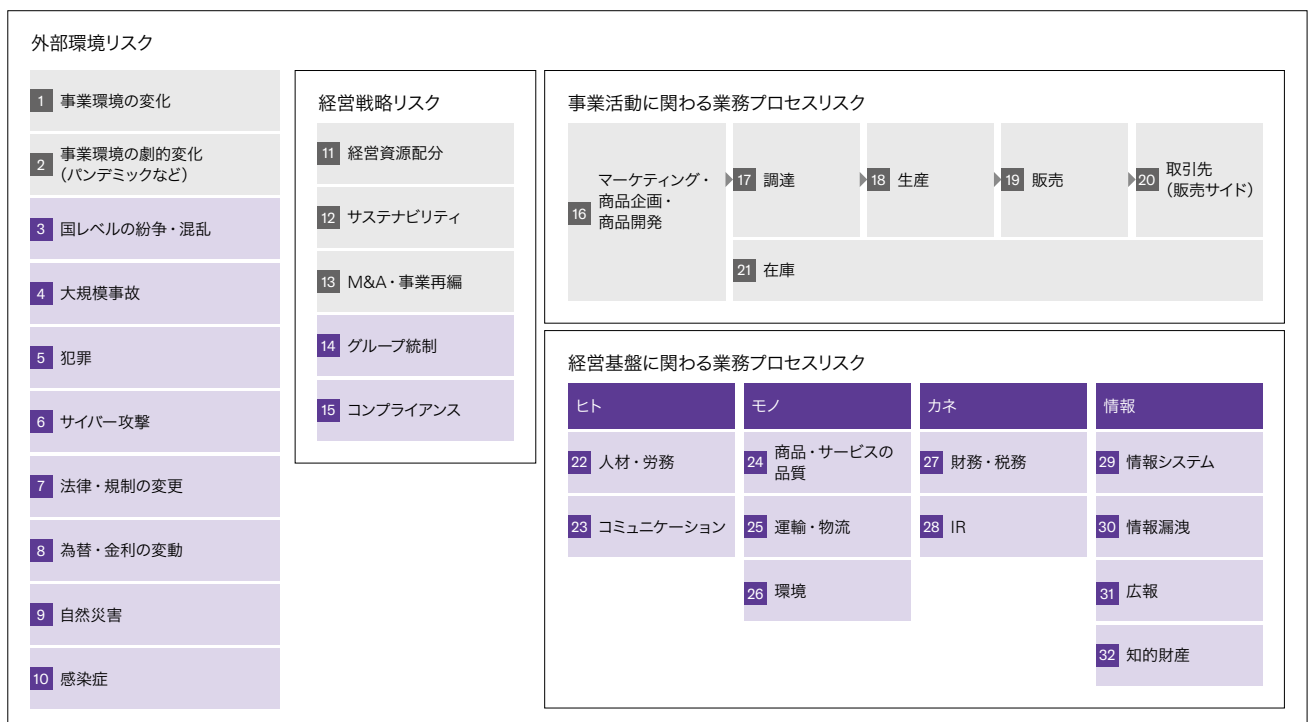 外部環境リスク
1 事業環境の変化
2 事業環境の劇的変化
(パンデミックなど)
3 国レベルの紛争・混乱
4 大規模事故
5 犯罪
6 サイバー攻撃
7 法律・規制の変更
8 為替・金利の変動
9 自然災害
10 感染症
経営戦略リスク
11 経営資源配分
12 サステナビリティ
13 M&A・事業再編
14 グループ統制
15 コンプライアンス
事業活動に関わる業務プロセスリスク
16 マーケティング・
商品企画・
商品開発
17 調達
18 生産
19 販売
20 取引先
(販売サイド)
21 在庫
経営基盤に関わる業務プロセスリスク
ヒト
22 人材・労務
23 コミュニケーション
モノ
24 商品・サービスの
品質
25 運輸・物流
26 環境
カネ
27 財務・税務
28 IR
情報
29 情報システム
30 情報漏洩
31 広報
32 知的財産